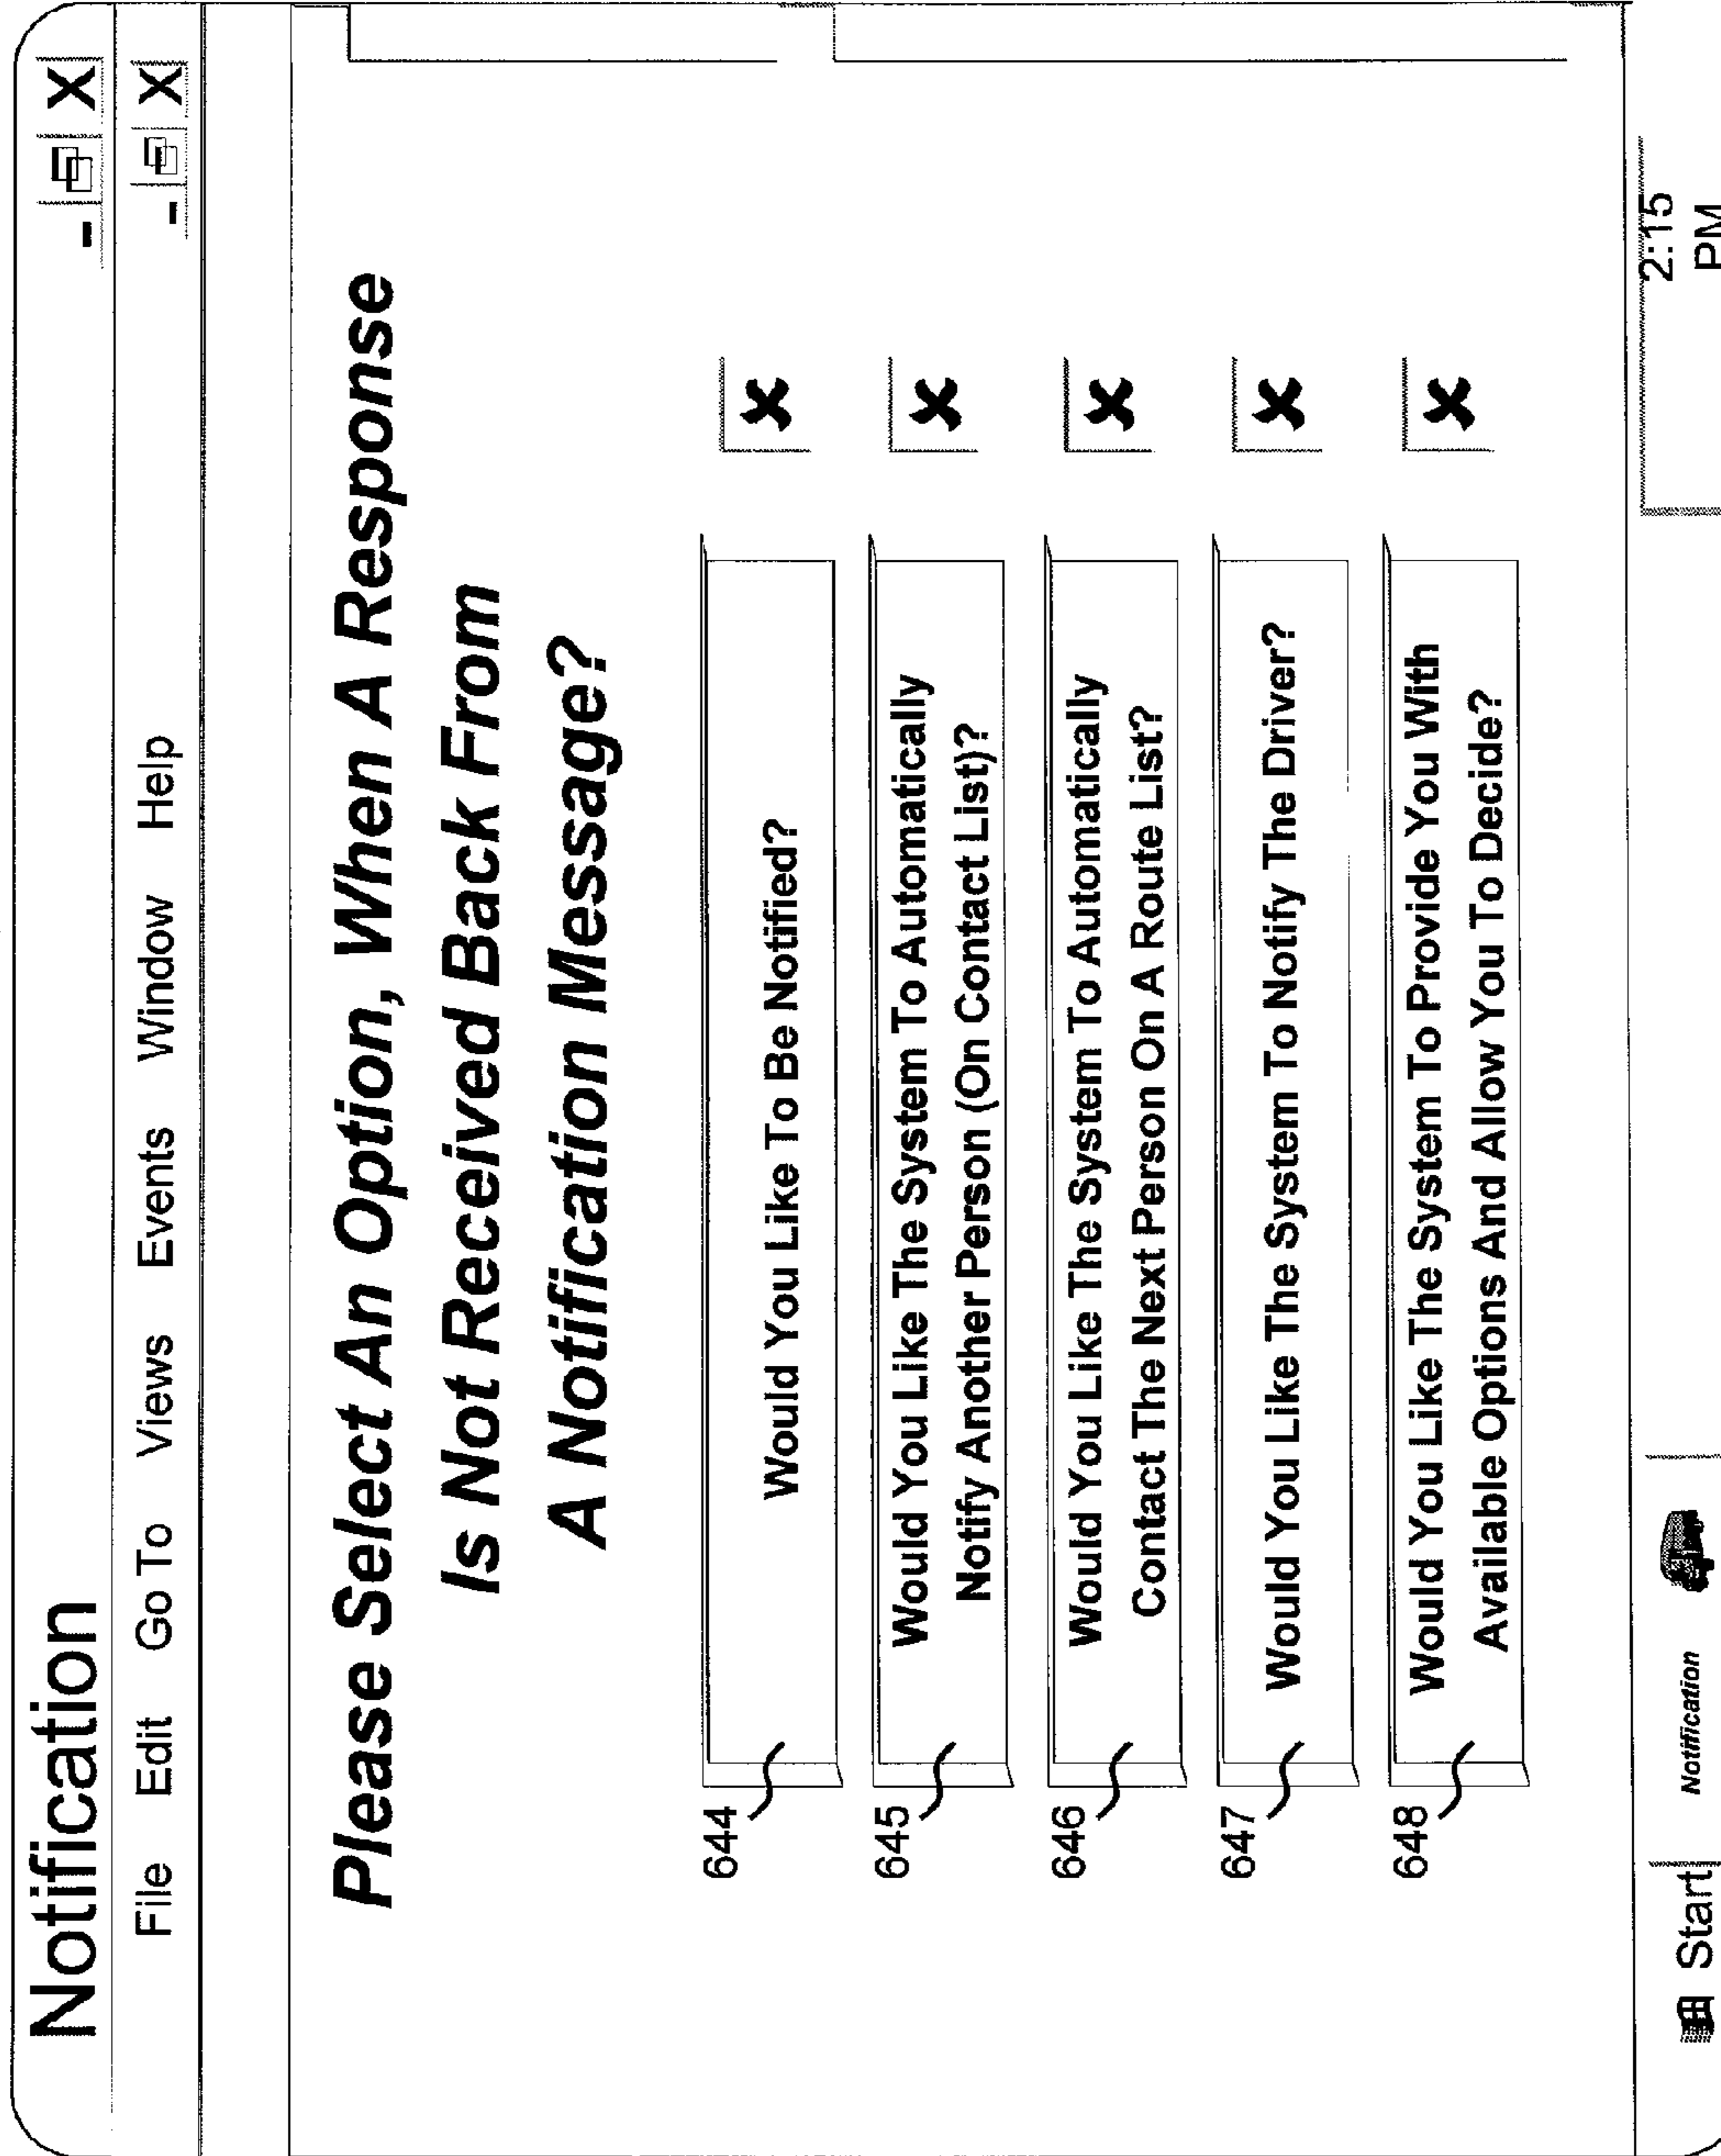 Notification
File Edit Go To Views Events Window Help
Please Select An Option, When A Response
Is Not Received Back From
A Notification Message?
644
Would You Like To Be Notified?
645
Would You Like The System To Automatically
Notify Another Person (On Contact List)?
646
Would You Like The System To Automatically
Contact The Next Person On A Route List?
647
Would You Like The System To Notify The Driver?
648
Would You Like The System To Provide You With
Available Options And Allow You To Decide?
Start
Notification
2:15
PM